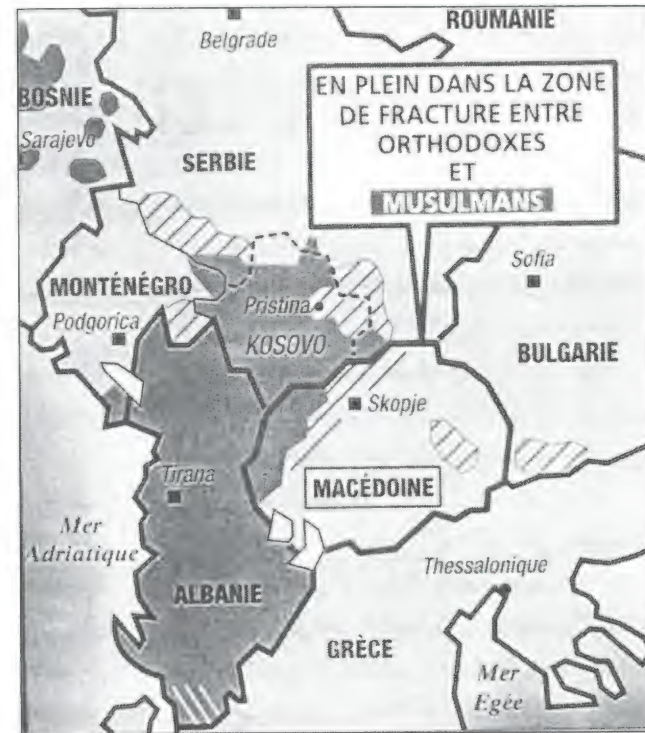 ROUMANIE
Belgrade
EN PLEIN DANS LA ZONE
DE FRACTURE ENTRE
ORTHODOXES
ET
MUSULMANS
BOSNIE
Sarajevo
SERBIE
Sofia
MONTÉNÉGRO
Pristina
Podgorica
KOSOVO
BULGARIE
Skopje
Tirana
MACÉDOINE
Mer
Adriatique
Thessalonique
ALBANIE
GRÈCE
Mer
Egée